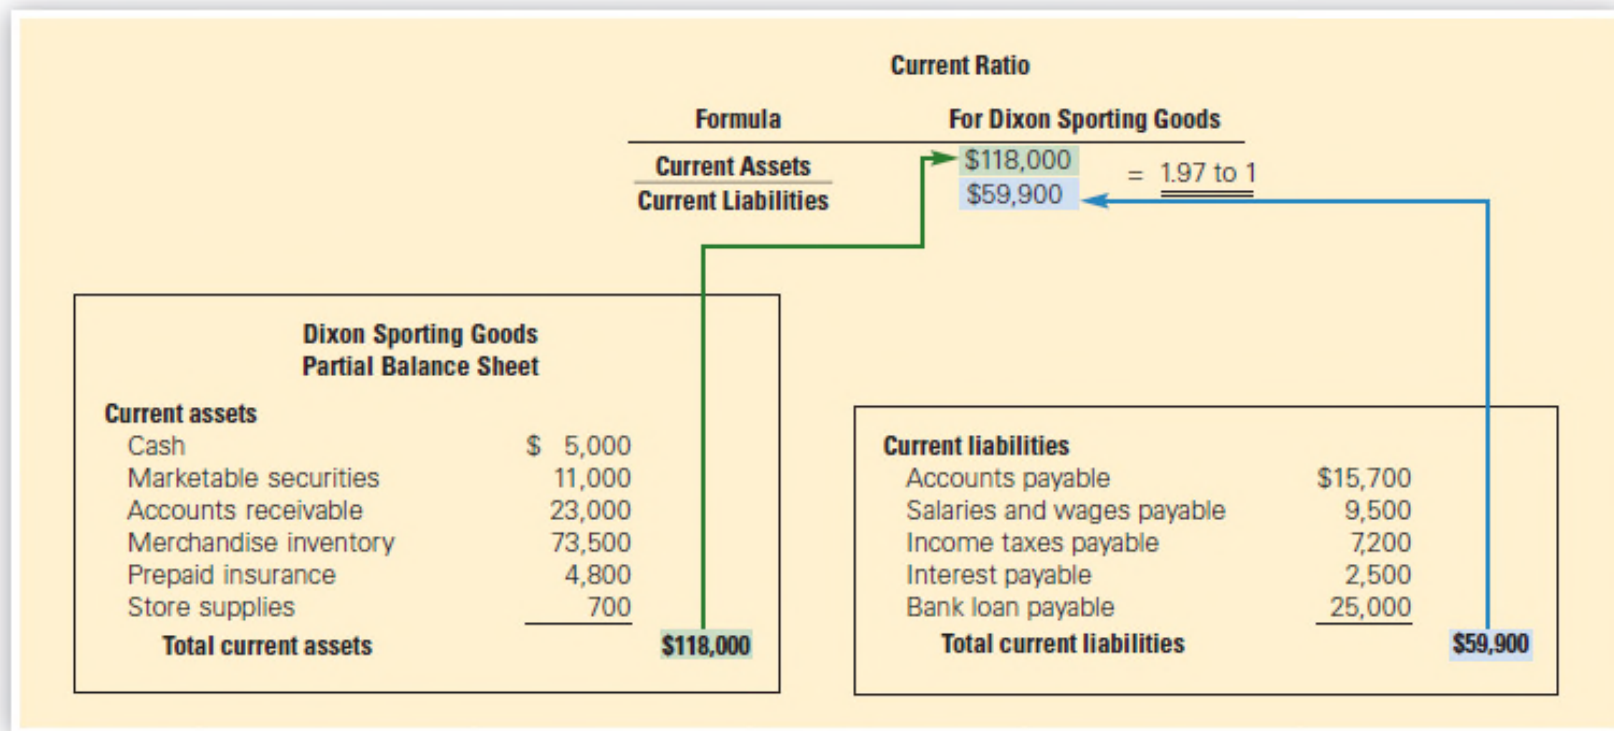 Current Ratio
Formula For Dixon Sporting Goods
Current Assets $118,000 = 1.97 to 1
Current Liabilities $59,900
Dixon Sporting Goods
Partial Balance Sheet
Current assets
Cash $ 5,000
Marketable securities 11,000
Accounts receivable 23,000
Merchandise inventory 73,500
Prepaid insurance 4,800
Store supplies 700
Total current assets $118,000
Current liabilities
Accounts payable $15,700
Salaries and wages payable 9,500
Income taxes payable 7,200
Interest payable 2,500
Bank loan payable 25,000
Total current liabilities $59,900